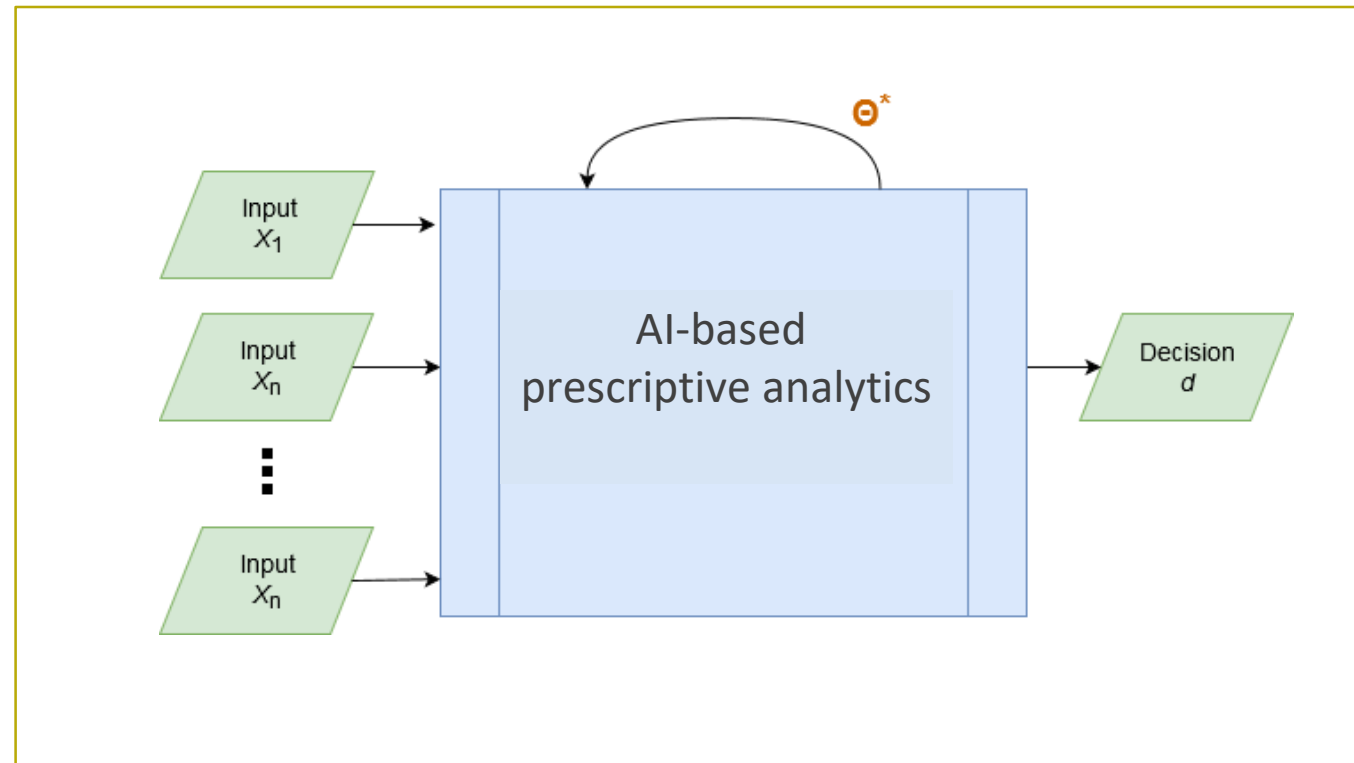 Θ*
Input
X₁
Input
Xₙ
AI-based
prescriptive analytics
Decision
d
Input
Xₙ